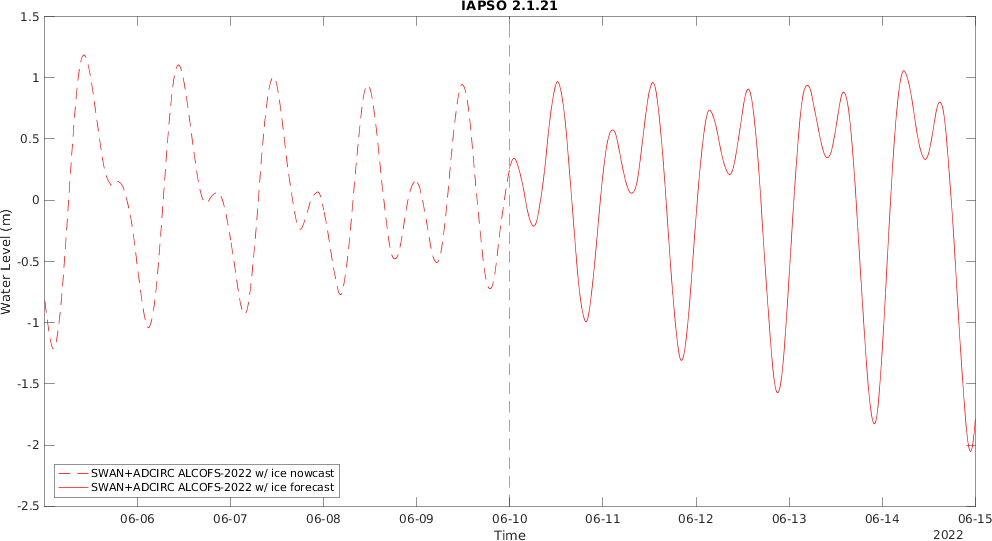 IAPSO 2.1.21
1.5
1
0.5
0
-0.5
-1
-1.5
-2
-2.5
Water Level (m)
SWAN+ADCIRC ALCOFS-2022 w/ ice nowcast
SWAN+ADCIRC ALCOFS-2022 w/ ice forecast
06-06 06-07 06-08 06-09 06-10 06-11 06-12 06-13 06-14 06-15
Time
2022